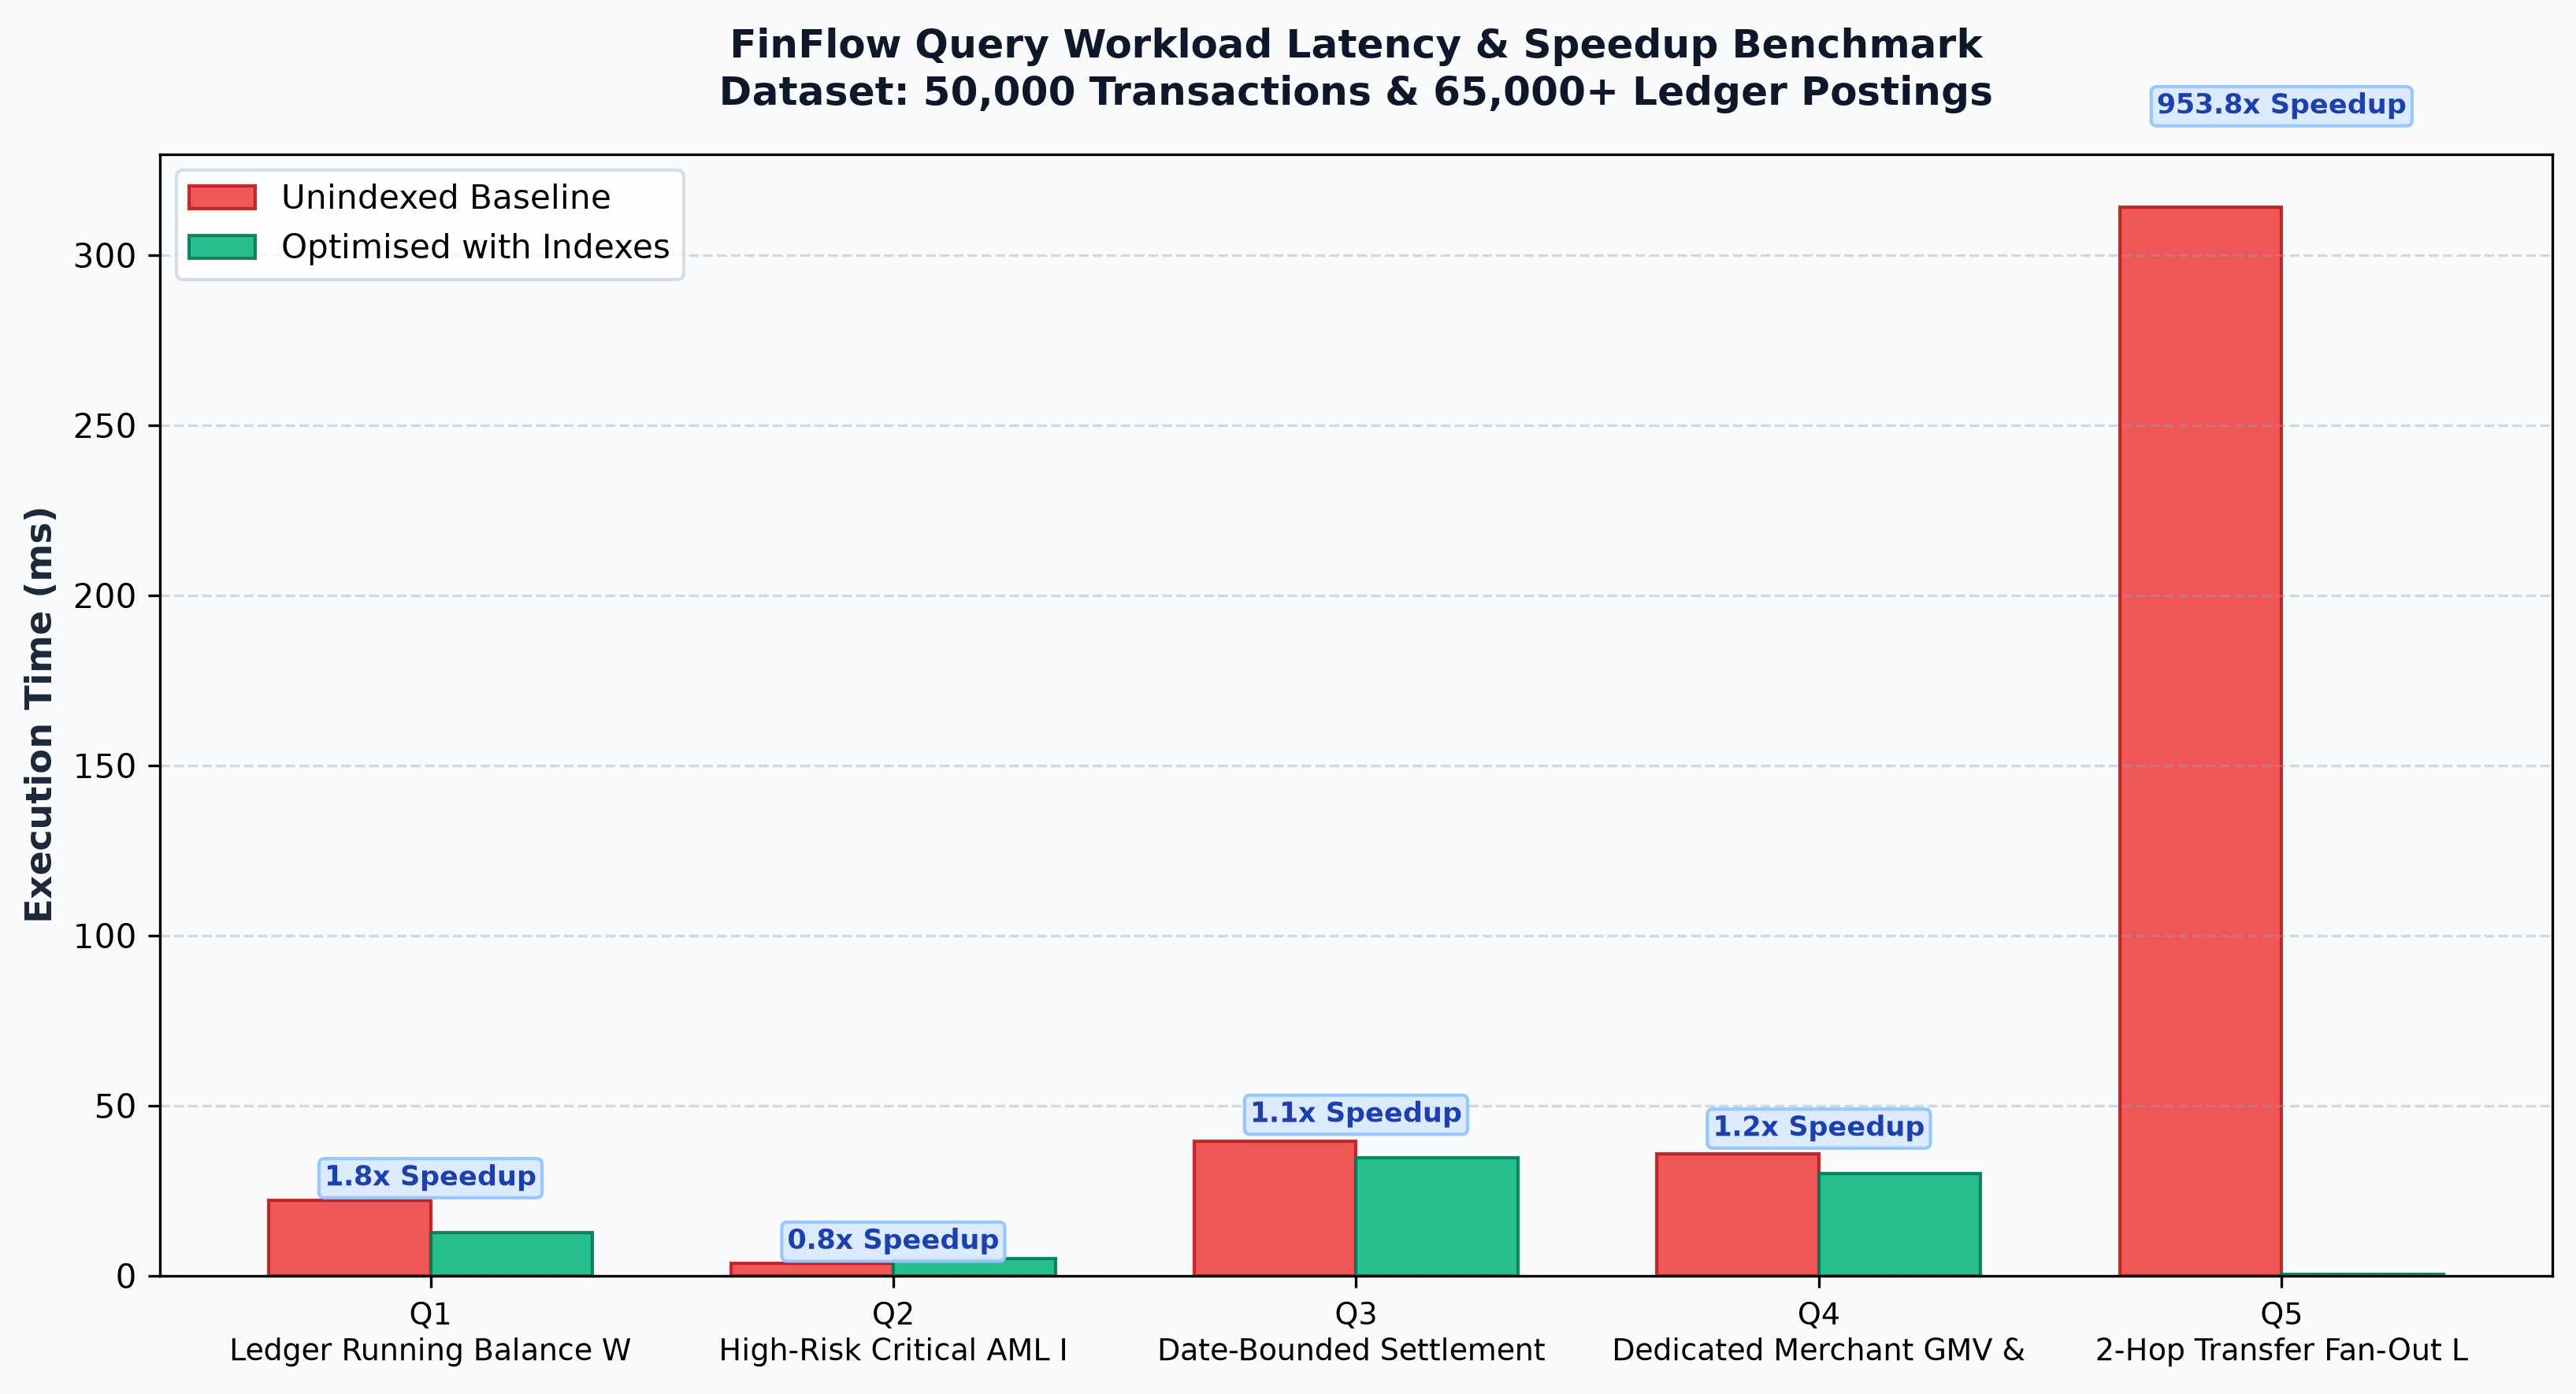 FinFlow Query Workload Latency & Speedup Benchmark
Dataset: 50,000 Transactions & 65,000+ Ledger Postings
953.8x Speedup
Unindexed Baseline
Optimised with Indexes
Execution Time (ms)
300
250
200
150
100
50
0
1.8x Speedup
0.8x Speedup
1.1x Speedup
1.2x Speedup
Q1
Ledger Running Balance W
Q2
High-Risk Critical AML I
Q3
Date-Bounded Settlement
Q4
Dedicated Merchant GMV &
Q5
2-Hop Transfer Fan-Out L